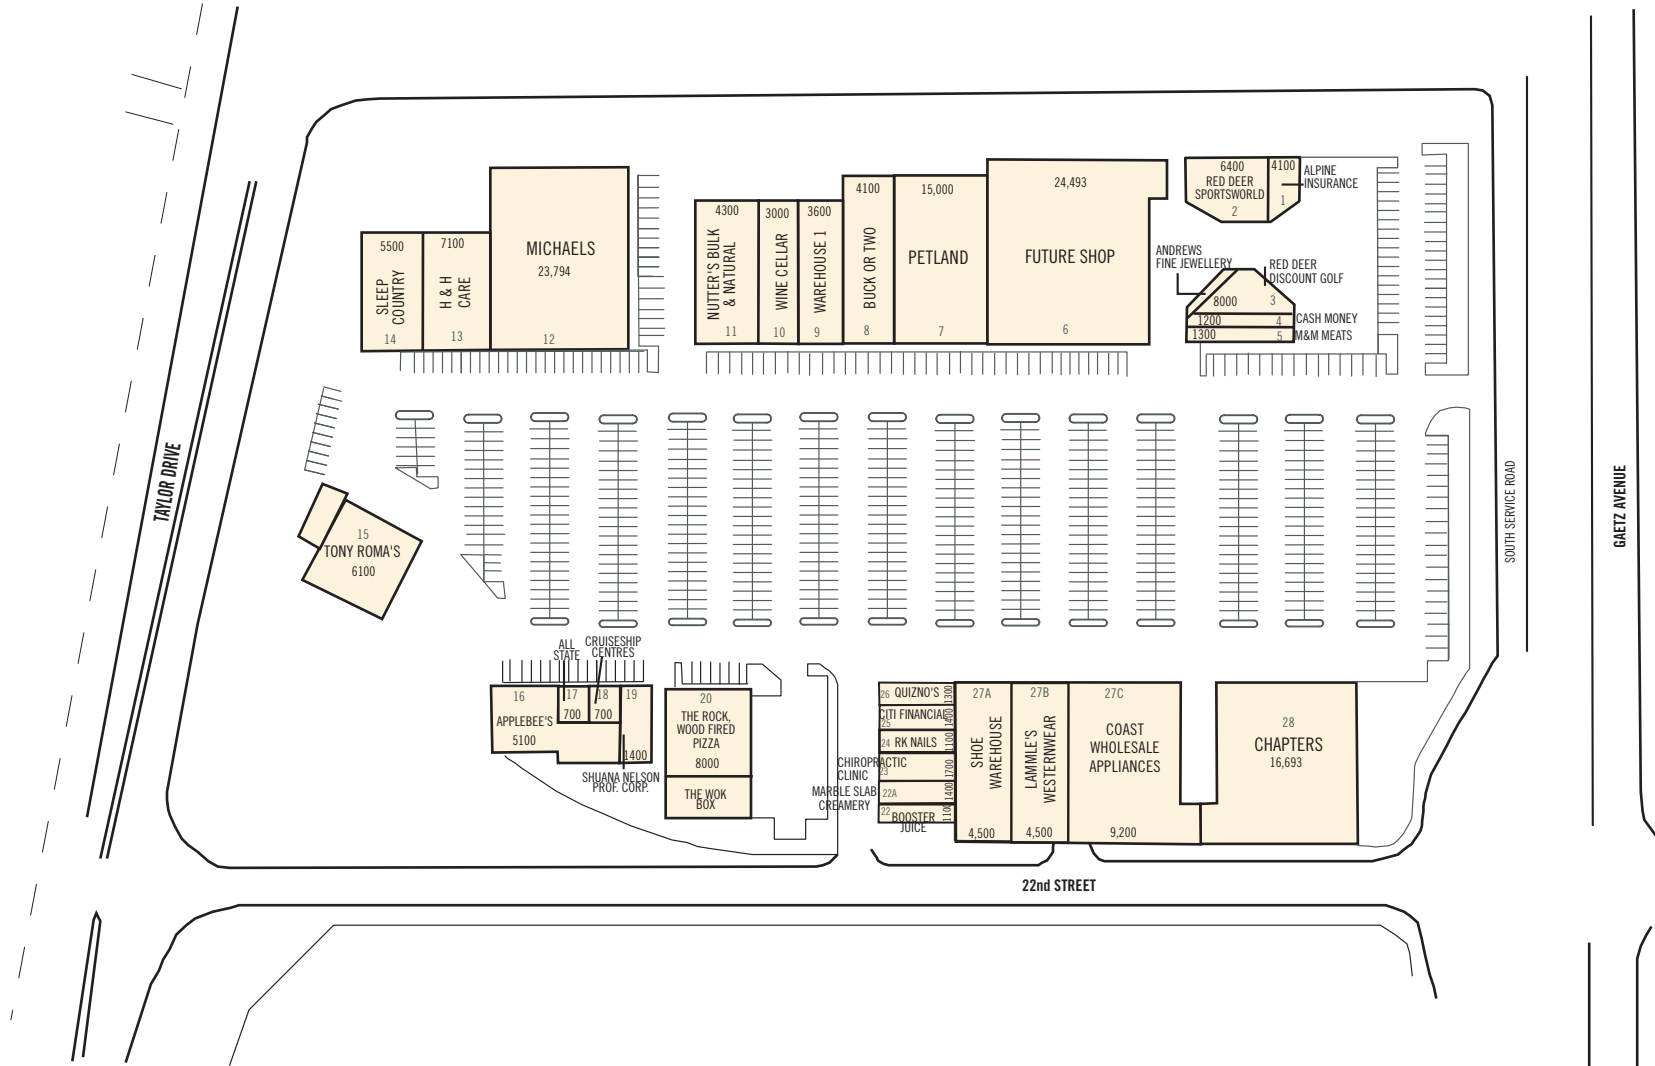 TAYLOR DRIVE
5500
SLEEP
COUNTRY
14
7100
H & H
CARE
13
MICHAELS
23,794
12
4300
NUTTER'S BULK
& NATURAL
11
3000
WINE CELLAR
10
3600
WAREHOUSE 1
9
4100
BUCK OR TWO
8
15,000
PETLAND
7
24,493
FUTURE SHOP
6
6400
RED DEER
SPORTSWORLD
2
4100
1
ALPINE
INSURANCE
ANDREWS
FINE JEWELLERY
RED DEER
DISCOUNT GOLF
8000
3
1200
4
CASH MONEY
1300
5
M&M MEATS
SOUTH SERVICE ROAD
GAETZ AVENUE
15
TONY ROMA'S
6100
ALL
STATE
CRUISESHIP
CENTRES
16
APPLEBEE'S
5100
17
700
18
700
19
1400
SHUANA NELSON
PROF. CORP.
20
THE ROCK,
WOOD FIRED
PIZZA
8000
THE WOK
BOX
26
QUIZNO'S
1300
CITI FINANCIAL
25
1400
24
RK NAILS
1100
CHIROPRACTIC
CLINIC
23
1700
MARBLE SLAB
CREAMERY
22A
1400
22
BOOSTER
JUICE
1100
27A
SHOE
WAREHOUSE
4,500
27B
LAMMLE'S
WESTERNWEAR
4,500
27C
COAST
WHOLESALE
APPLIANCES
9,200
28
CHAPTERS
16,693
22nd STREET